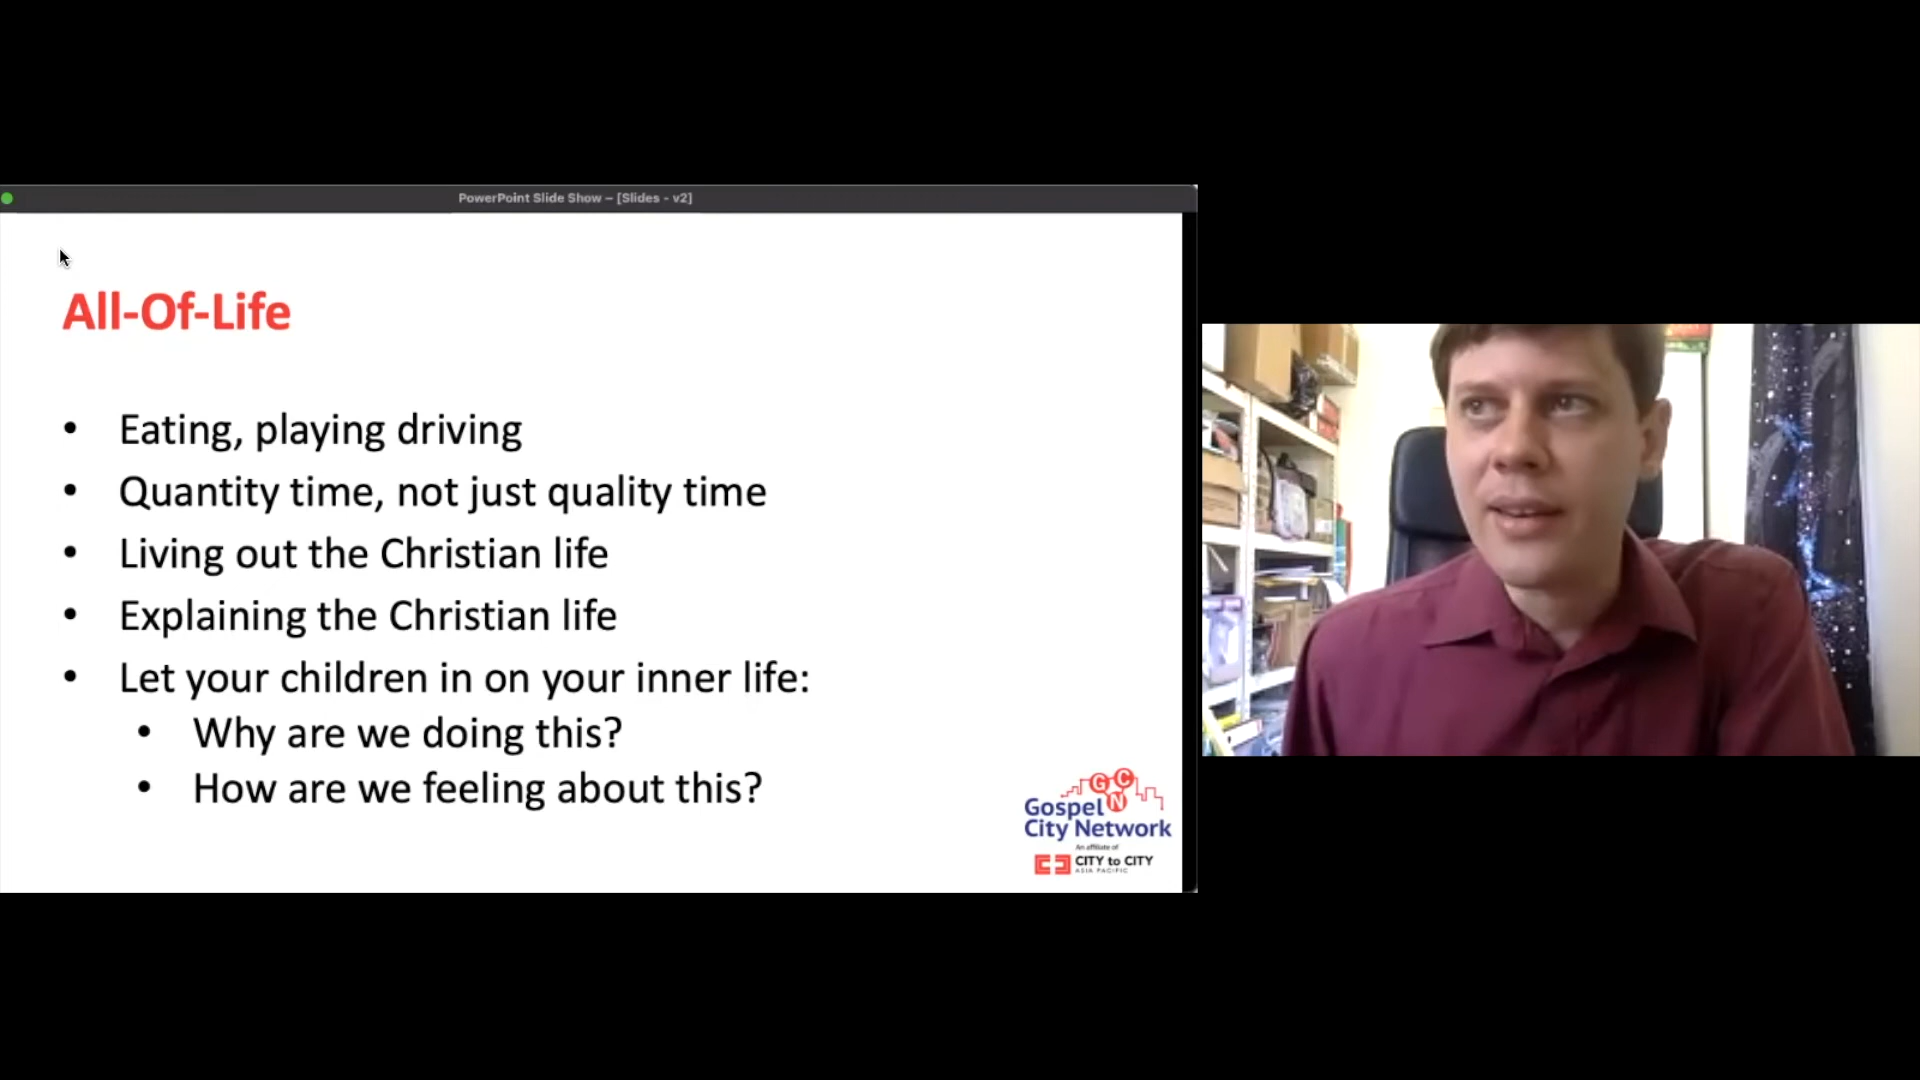 PowerPoint Slide Show – [Slides - v2]
All-Of-Life
• Eating, playing driving
• Quantity time, not just quality time
• Living out the Christian life
• Explaining the Christian life
• Let your children in on your inner life:
• Why are we doing this?
• How are we feeling about this?
G C
N
Gospel
City Network
An affiliate of
CITY to CITY
ASIA PACIFIC